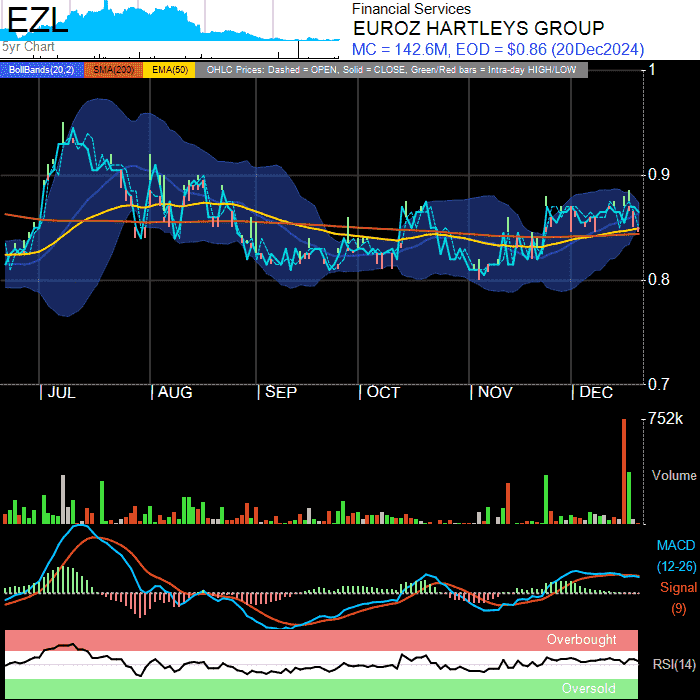 EZL
5yr Chart
Financial Services
EUROZ HARTLEYS GROUP
MC = 142.6M, EOD = $0.86 (20Dec2024)
BollBands(20,2) SMA(200) EMA(50) OHLC Prices: Dashed = OPEN, Solid = CLOSE, Green/Red bars = Intra-day HIGH/LOW
1
0.9
0.8
0.7
| JUL | AUG | SEP | OCT | NOV | DEC
752k
Volume
MACD
(12-26)
Signal
(9)
Overbought
RSI(14)
Oversold